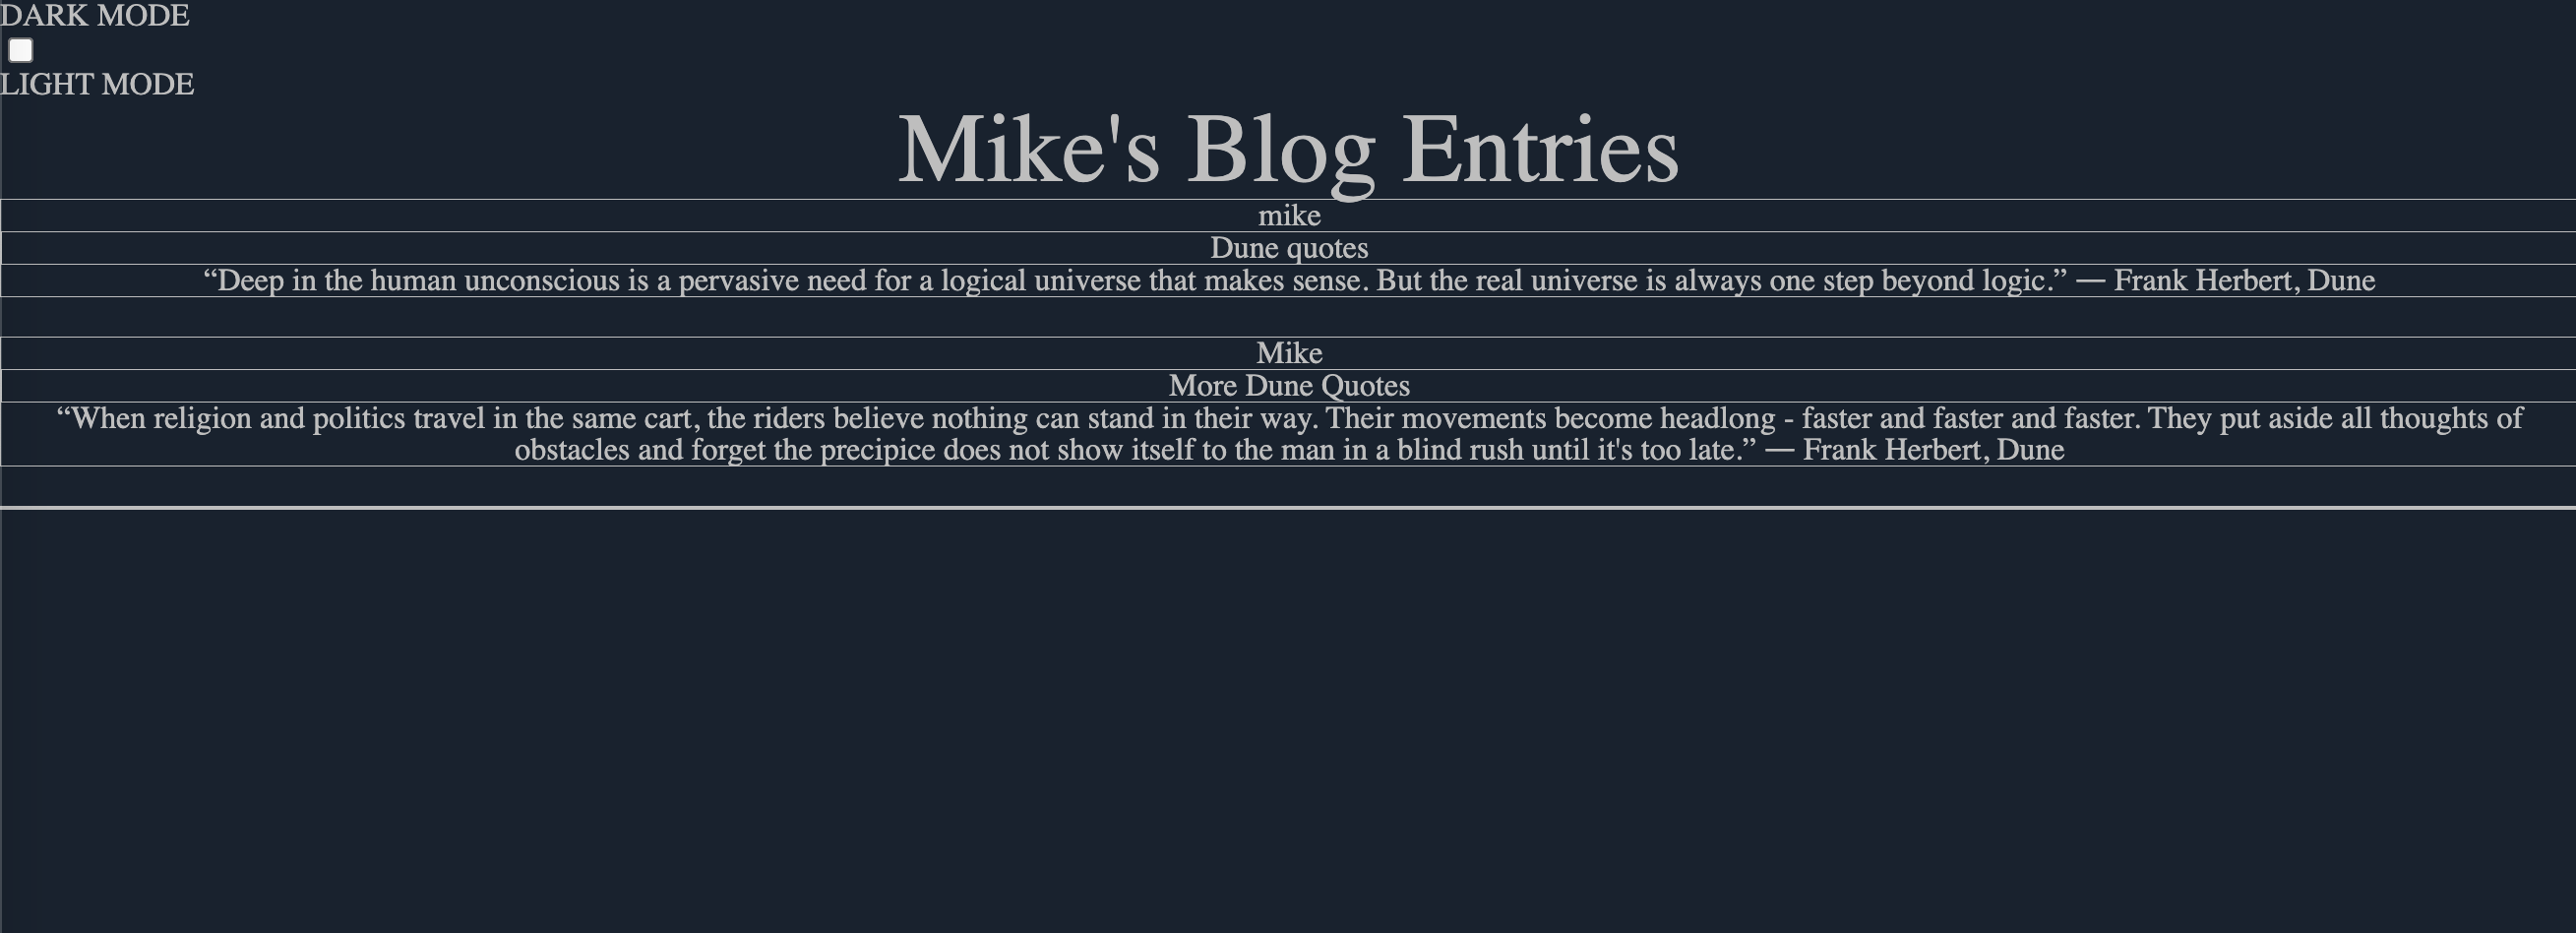 DARK MODE
LIGHT MODE
Mike's Blog Entries
mike
Dune quotes
“Deep in the human unconscious is a pervasive need for a logical universe that makes sense. But the real universe is always one step beyond logic.” — Frank Herbert, Dune
Mike
More Dune Quotes
“When religion and politics travel in the same cart, the riders believe nothing can stand in their way. Their movements become headlong - faster and faster and faster. They put aside all thoughts of
obstacles and forget the precipice does not show itself to the man in a blind rush until it's too late.” — Frank Herbert, Dune